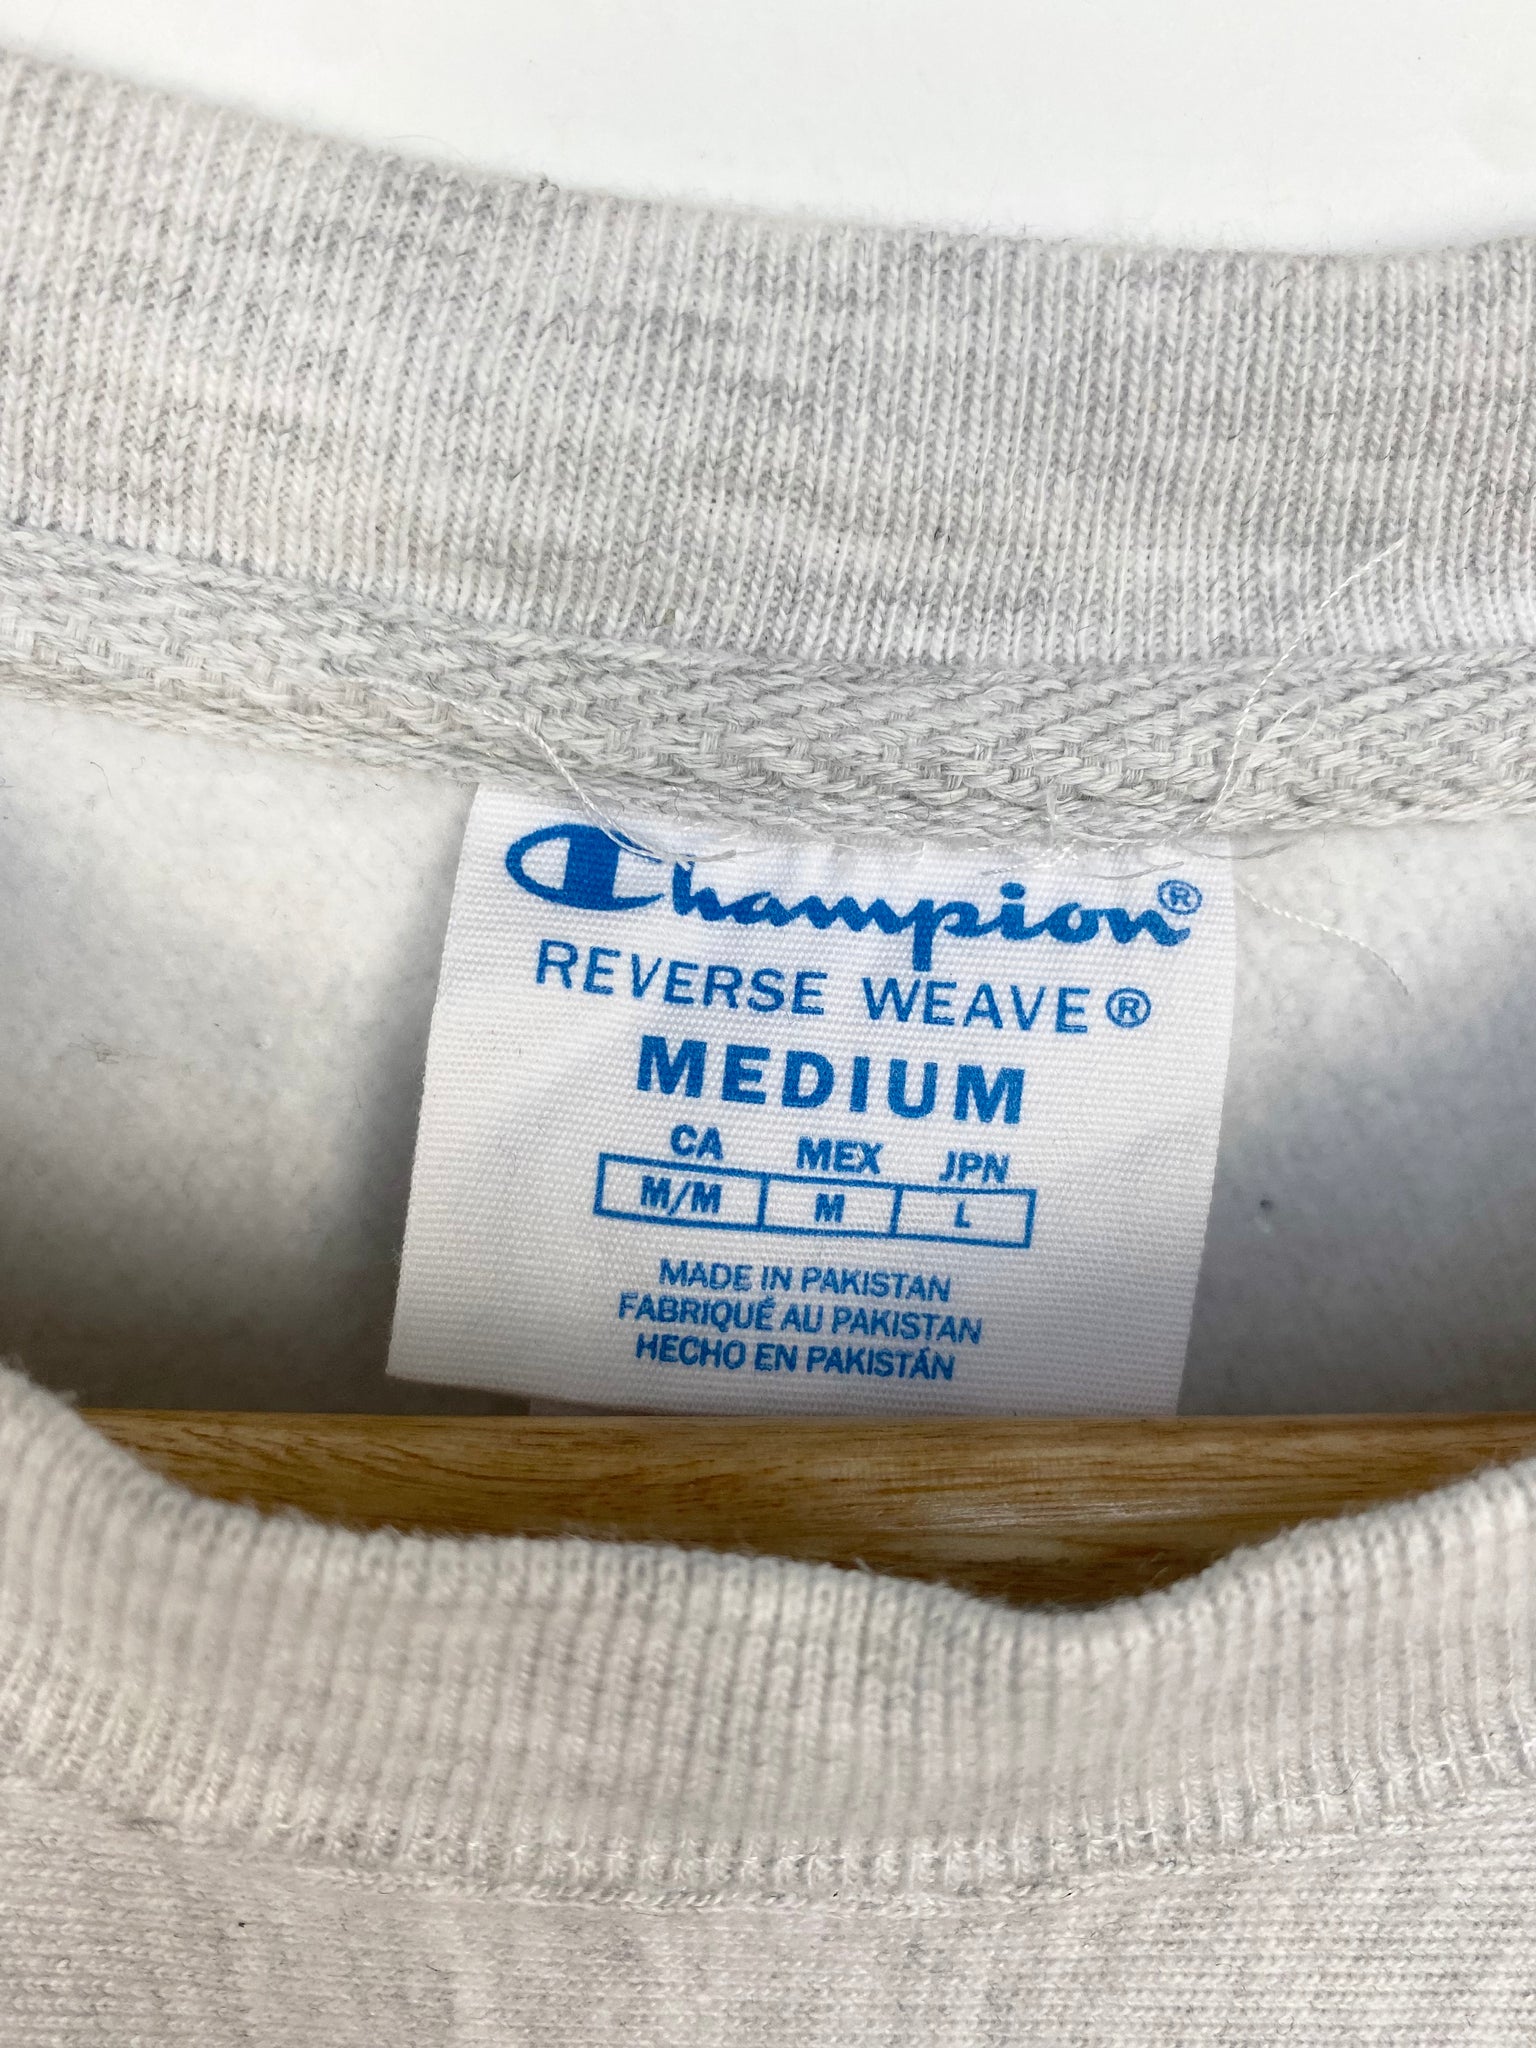 Champion®
REVERSE WEAVE®
MEDIUM
CA MEX JPN
M/M M L
MADE IN PAKISTAN
FABRIQUÉ AU PAKISTAN
HECHO EN PAKISTÁN